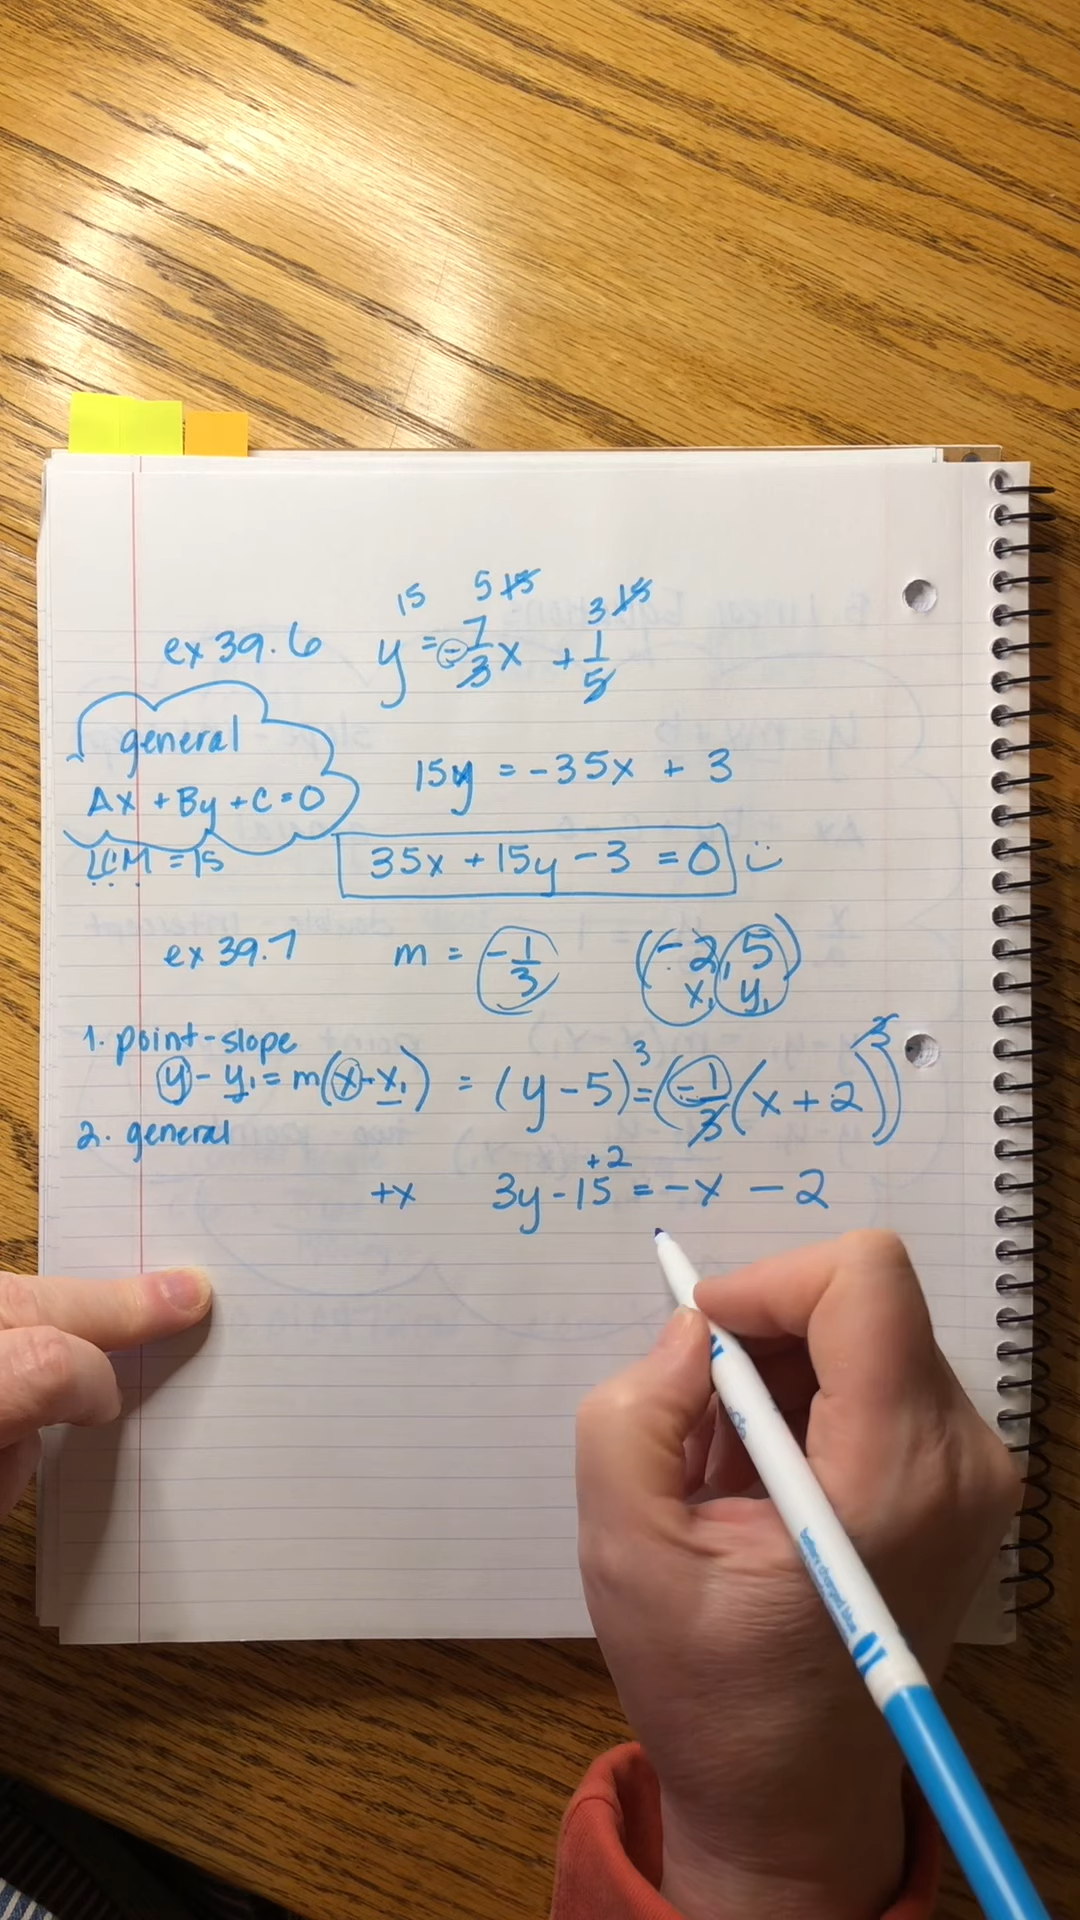 15 5 15 3 15
ex 39.6 y = -7/3 x + 1/5
general
Ax + By + C = 0
15y = -35x + 3
LCM = 15
35x + 15y - 3 = 0
ex 39.7 m = -1/3 (-2, 5)
x₁ y₁
1. point-slope
y - y₁ = m(x - x₁) = (y - 5)³ = (-1/3(x + 2))³
2. general
+2
+x 3y - 15 = -x - 2